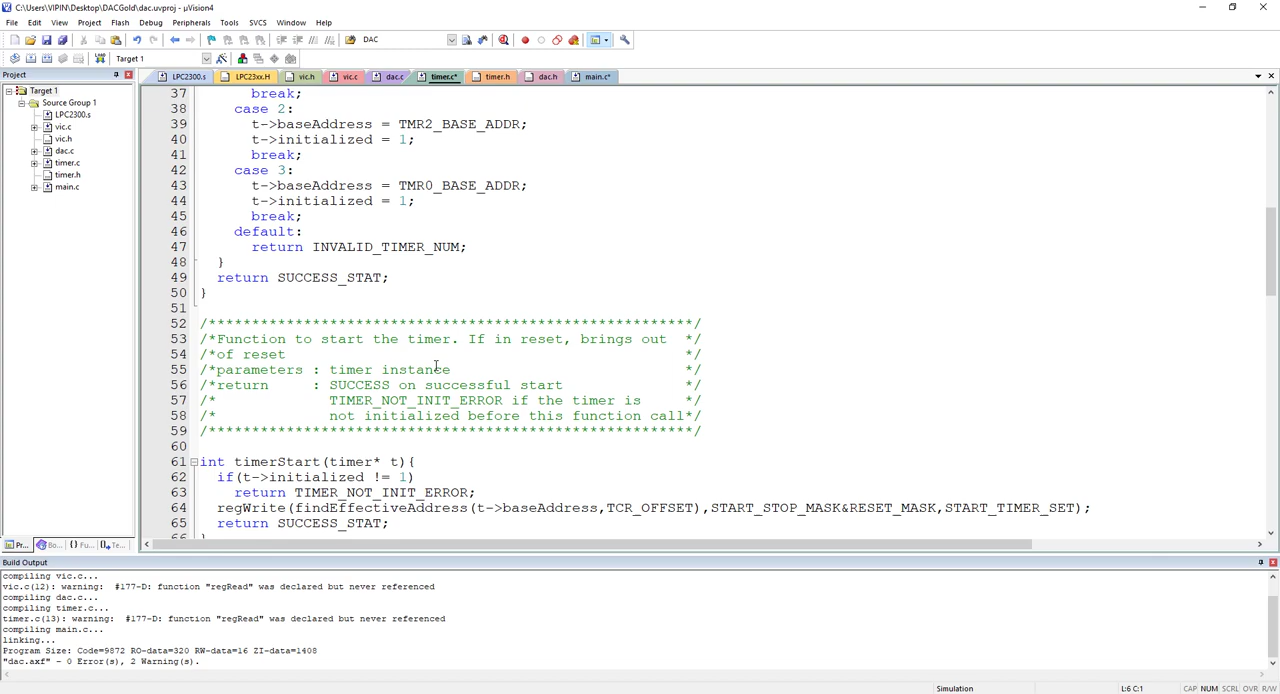 C:\Users\VIPIN\Desktop\DACGold\dac.uvproj - µVision4
File Edit View Project Flash Debug Peripherals Tools SVCS Window Help
DAC
LOAD Target 1
Project
LPC2300.s LPC23xx.H vic.h vic.c dac.c timer.c* timer.h dac.h main.c*
Target 1
Source Group 1
LPC2300.s
vic.c
vic.h
dac.c
timer.c
timer.h
main.c
37 break;
38 case 2:
39 t->baseAddress = TMR2_BASE_ADDR;
40 t->initialized = 1;
41 break;
42 case 3:
43 t->baseAddress = TMR0_BASE_ADDR;
44 t->initialized = 1;
45 break;
46 default:
47 return INVALID_TIMER_NUM;
48 }
49 return SUCCESS_STAT;
50 }
51
52 /********************************************************/
53 /*Function to start the timer. If in reset, brings out */
54 /*of reset */
55 /*parameters : timer instance */
56 /*return : SUCCESS on successful start */
57 /* TIMER_NOT_INIT_ERROR if the timer is */
58 /* not initialized before this function call*/
59 /********************************************************/
60
61 int timerStart(timer* t){
62 if(t->initialized != 1)
63 return TIMER_NOT_INIT_ERROR;
64 regWrite(findEffectiveAddress(t->baseAddress,TCR_OFFSET),START_STOP_MASK&RESET_MASK,START_TIMER_SET);
65 return SUCCESS_STAT;
66 }
Pr... Bo... {} Fu... Te...
Build Output
compiling vic.c...
vic.c(12): warning: #177-D: function "regRead" was declared but never referenced
compiling dac.c...
compiling timer.c...
timer.c(13): warning: #177-D: function "regRead" was declared but never referenced
compiling main.c...
linking...
Program Size: Code=9872 RO-data=320 RW-data=16 ZI-data=1408
"dac.axf" - 0 Error(s), 2 Warning(s).
Simulation L:6 C:1 CAP NUM SCRL OVR R/W